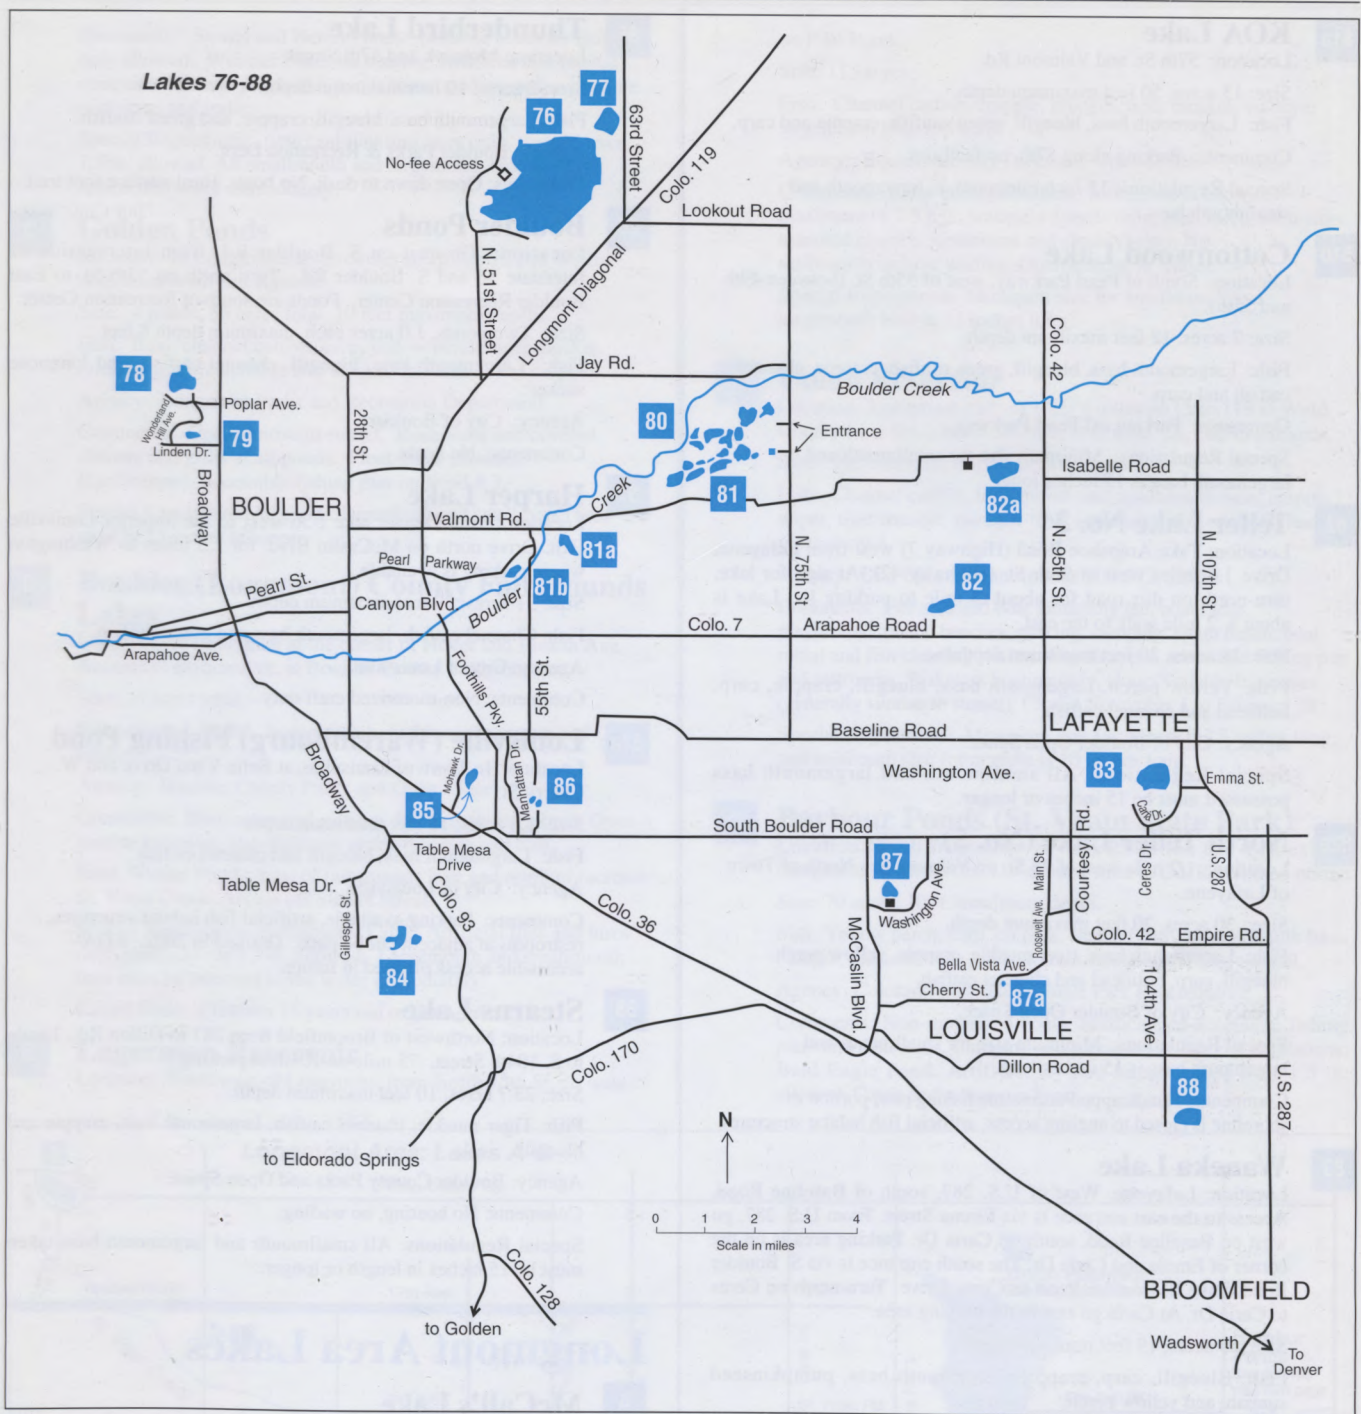 Lakes 76-88
77
76
63rd Street
No-fee Access
Colo. 119
Lookout Road
N. 51st Street
Longmont Diagonal
Colo. 42
Jay Rd.
78
Boulder Creek
Poplar Ave.
Wonderland Hill Ave.
28th St.
80
79
Entrance
Linden Dr.
Broadway
Isabelle Road
Creek
81
82a
BOULDER
Valmont Rd.
81a
N. 75th St.
N. 95th St.
N. 107th St.
Pearl Parkway
Pearl St.
81b
82
Canyon Blvd.
Boulder
Colo. 7
Arapahoe Road
Arapahoe Ave.
Foothills Pky.
55th St.
LAFAYETTE
Baseline Road
Broadway
Mohawk Dr.
Manhattan Dr.
Washington Ave.
83
Emma St.
86
85
Caria Dr.
South Boulder Road
Table Mesa
Drive
87
Main St.
Courtesy Rd.
Ceres Dr.
U.S. 287
Table Mesa Dr.
Colo. 93
Colo. 36
Washington Ave.
Gillespie St.
Roosevelt Ave.
McCaslin Blvd.
Colo. 42
Empire Rd.
84
Bella Vista Ave.
Cherry St.
87a
104th Ave.
LOUISVILLE
Colo. 170
Dillon Road
88
U.S. 287
N
to Eldorado Springs
0 1 2 3 4
Scale in miles
Colo. 128
BROOMFIELD
to Golden
Wadsworth
To
Denver